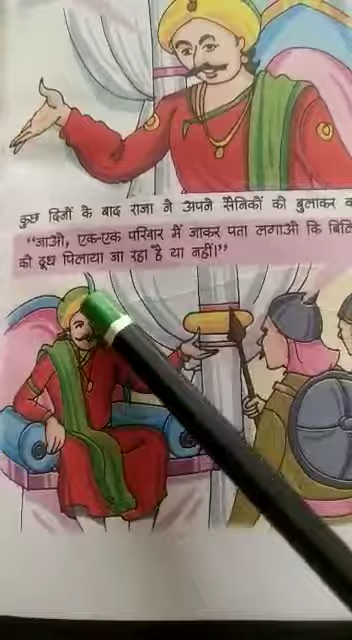 कुछ दिनों के बाद राजा ने अपने सैनिकों को बुलाकर
"जाओ, एक-एक परिवार में जाकर पता लगाओ कि
को दूध पिलाया जा रहा है या नहीं।"